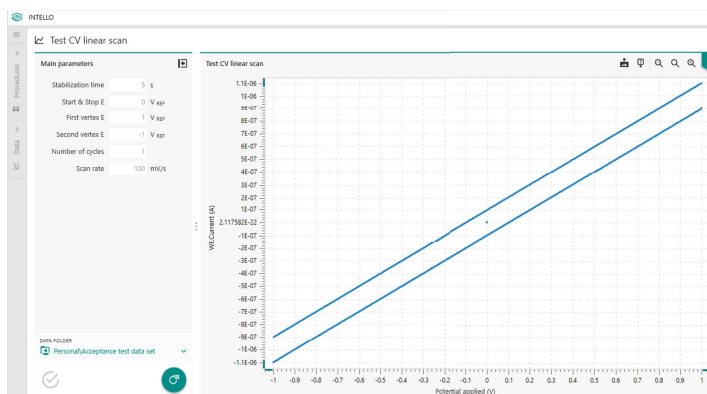 INTELLO
Test CV linear scan
Procedures
Data
Main parameters
Stabilization time 5 s
Start & Stop E 0 V REF
First vertex E 1 V REF
Second vertex E -1 V REF
Number of cycles 1
Scan rate 100 mV/s
DATA FOLDER
Personal\Acceptance test data set
Test CV linear scan
WE.Current (A)
1.1E-06
1E-06
9E-07
8E-07
7E-07
6E-07
5E-07
4E-07
3E-07
2E-07
1E-07
2.117582E-22
-1E-07
-2E-07
-3E-07
-4E-07
-5E-07
-6E-07
-7E-07
-8E-07
-9E-07
-1E-06
-1.1E-06
-1 -0.9 -0.8 -0.7 -0.6 -0.5 -0.4 -0.3 -0.2 -0.1 0 0.1 0.2 0.3 0.4 0.5 0.6 0.7 0.8 0.9 1
Potential applied (V)